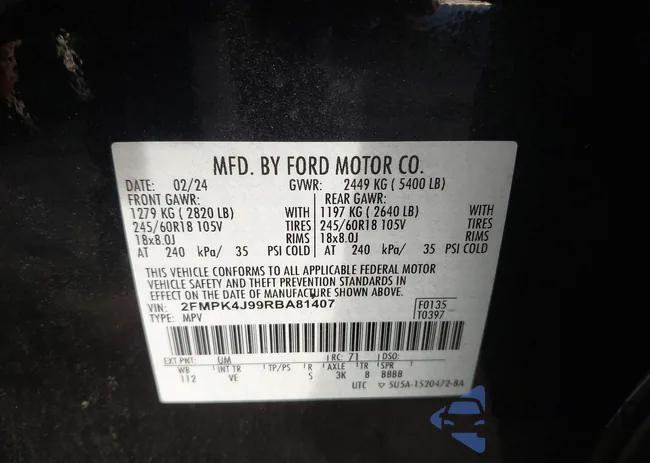 MFD. BY FORD MOTOR CO.
DATE: 02/24 GVWR: 2449 KG ( 5400 LB)
FRONT GAWR: REAR GAWR:
1279 KG ( 2820 LB) WITH 1197 KG ( 2640 LB) WITH
245/60R18 105V TIRES 245/60R18 105V TIRES
18x8.0J RIMS 18x8.0J RIMS
AT 240 kPa/ 35 PSI COLD AT 240 kPa/ 35 PSI COLD
THIS VEHICLE CONFORMS TO ALL APPLICABLE FEDERAL MOTOR
VEHICLE SAFETY AND THEFT PREVENTION STANDARDS IN
EFFECT ON THE DATE OF MANUFACTURE SHOWN ABOVE.
VIN: 2FMPK4J99RBA81407 F0135
TYPE: MPV T0397
EXT PNT: UM RC: 71 DSO:
WB INT TR TP/PS R AXLE TR SPR
112 VE S 3K 8 BBBB
UTC ▽ 5U5A-1520472-BA